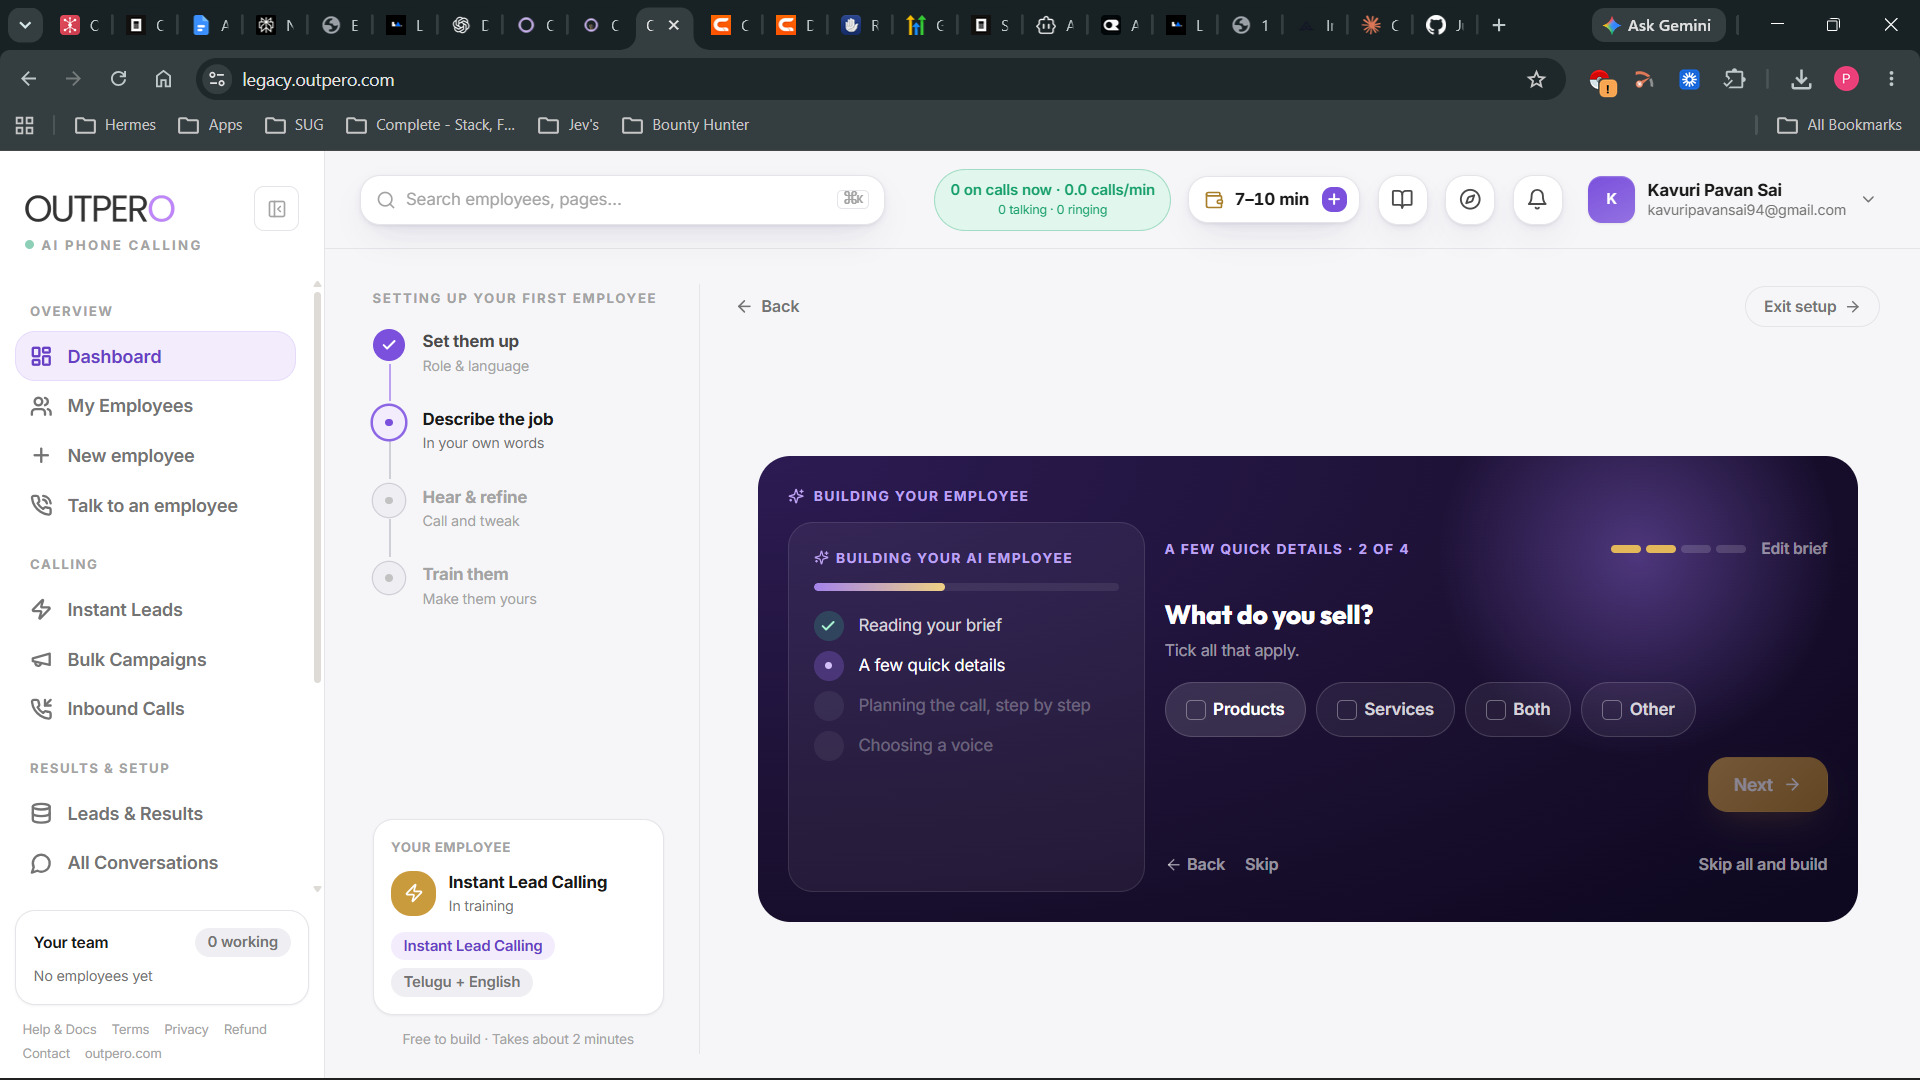 Ask Gemini
legacy.outpero.com
P
Hermes
Apps
SUG
Complete - Stack, F...
Jev's
Bounty Hunter
All Bookmarks
OUTPERO
AI PHONE CALLING
Search employees, pages...
⌘k
0 on calls now · 0.0 calls/min
0 talking · 0 ringing
7–10 min
K
Kavuri Pavan Sai
kavuripavansai94@gmail.com
OVERVIEW
Dashboard
My Employees
New employee
Talk to an employee
CALLING
Instant Leads
Bulk Campaigns
Inbound Calls
RESULTS & SETUP
Leads & Results
All Conversations
Your team
0 working
No employees yet
Help & Docs
Terms
Privacy
Refund
Contact
outpero.com
SETTING UP YOUR FIRST EMPLOYEE
Set them up
Role & language
Describe the job
In your own words
Hear & refine
Call and tweak
Train them
Make them yours
YOUR EMPLOYEE
Instant Lead Calling
In training
Instant Lead Calling
Telugu + English
Free to build · Takes about 2 minutes
Back
Exit setup
BUILDING YOUR EMPLOYEE
BUILDING YOUR AI EMPLOYEE
Reading your brief
A few quick details
Planning the call, step by step
Choosing a voice
A FEW QUICK DETAILS · 2 OF 4
Edit brief
What do you sell?
Tick all that apply.
Products
Services
Both
Other
Next
Back
Skip
Skip all and build